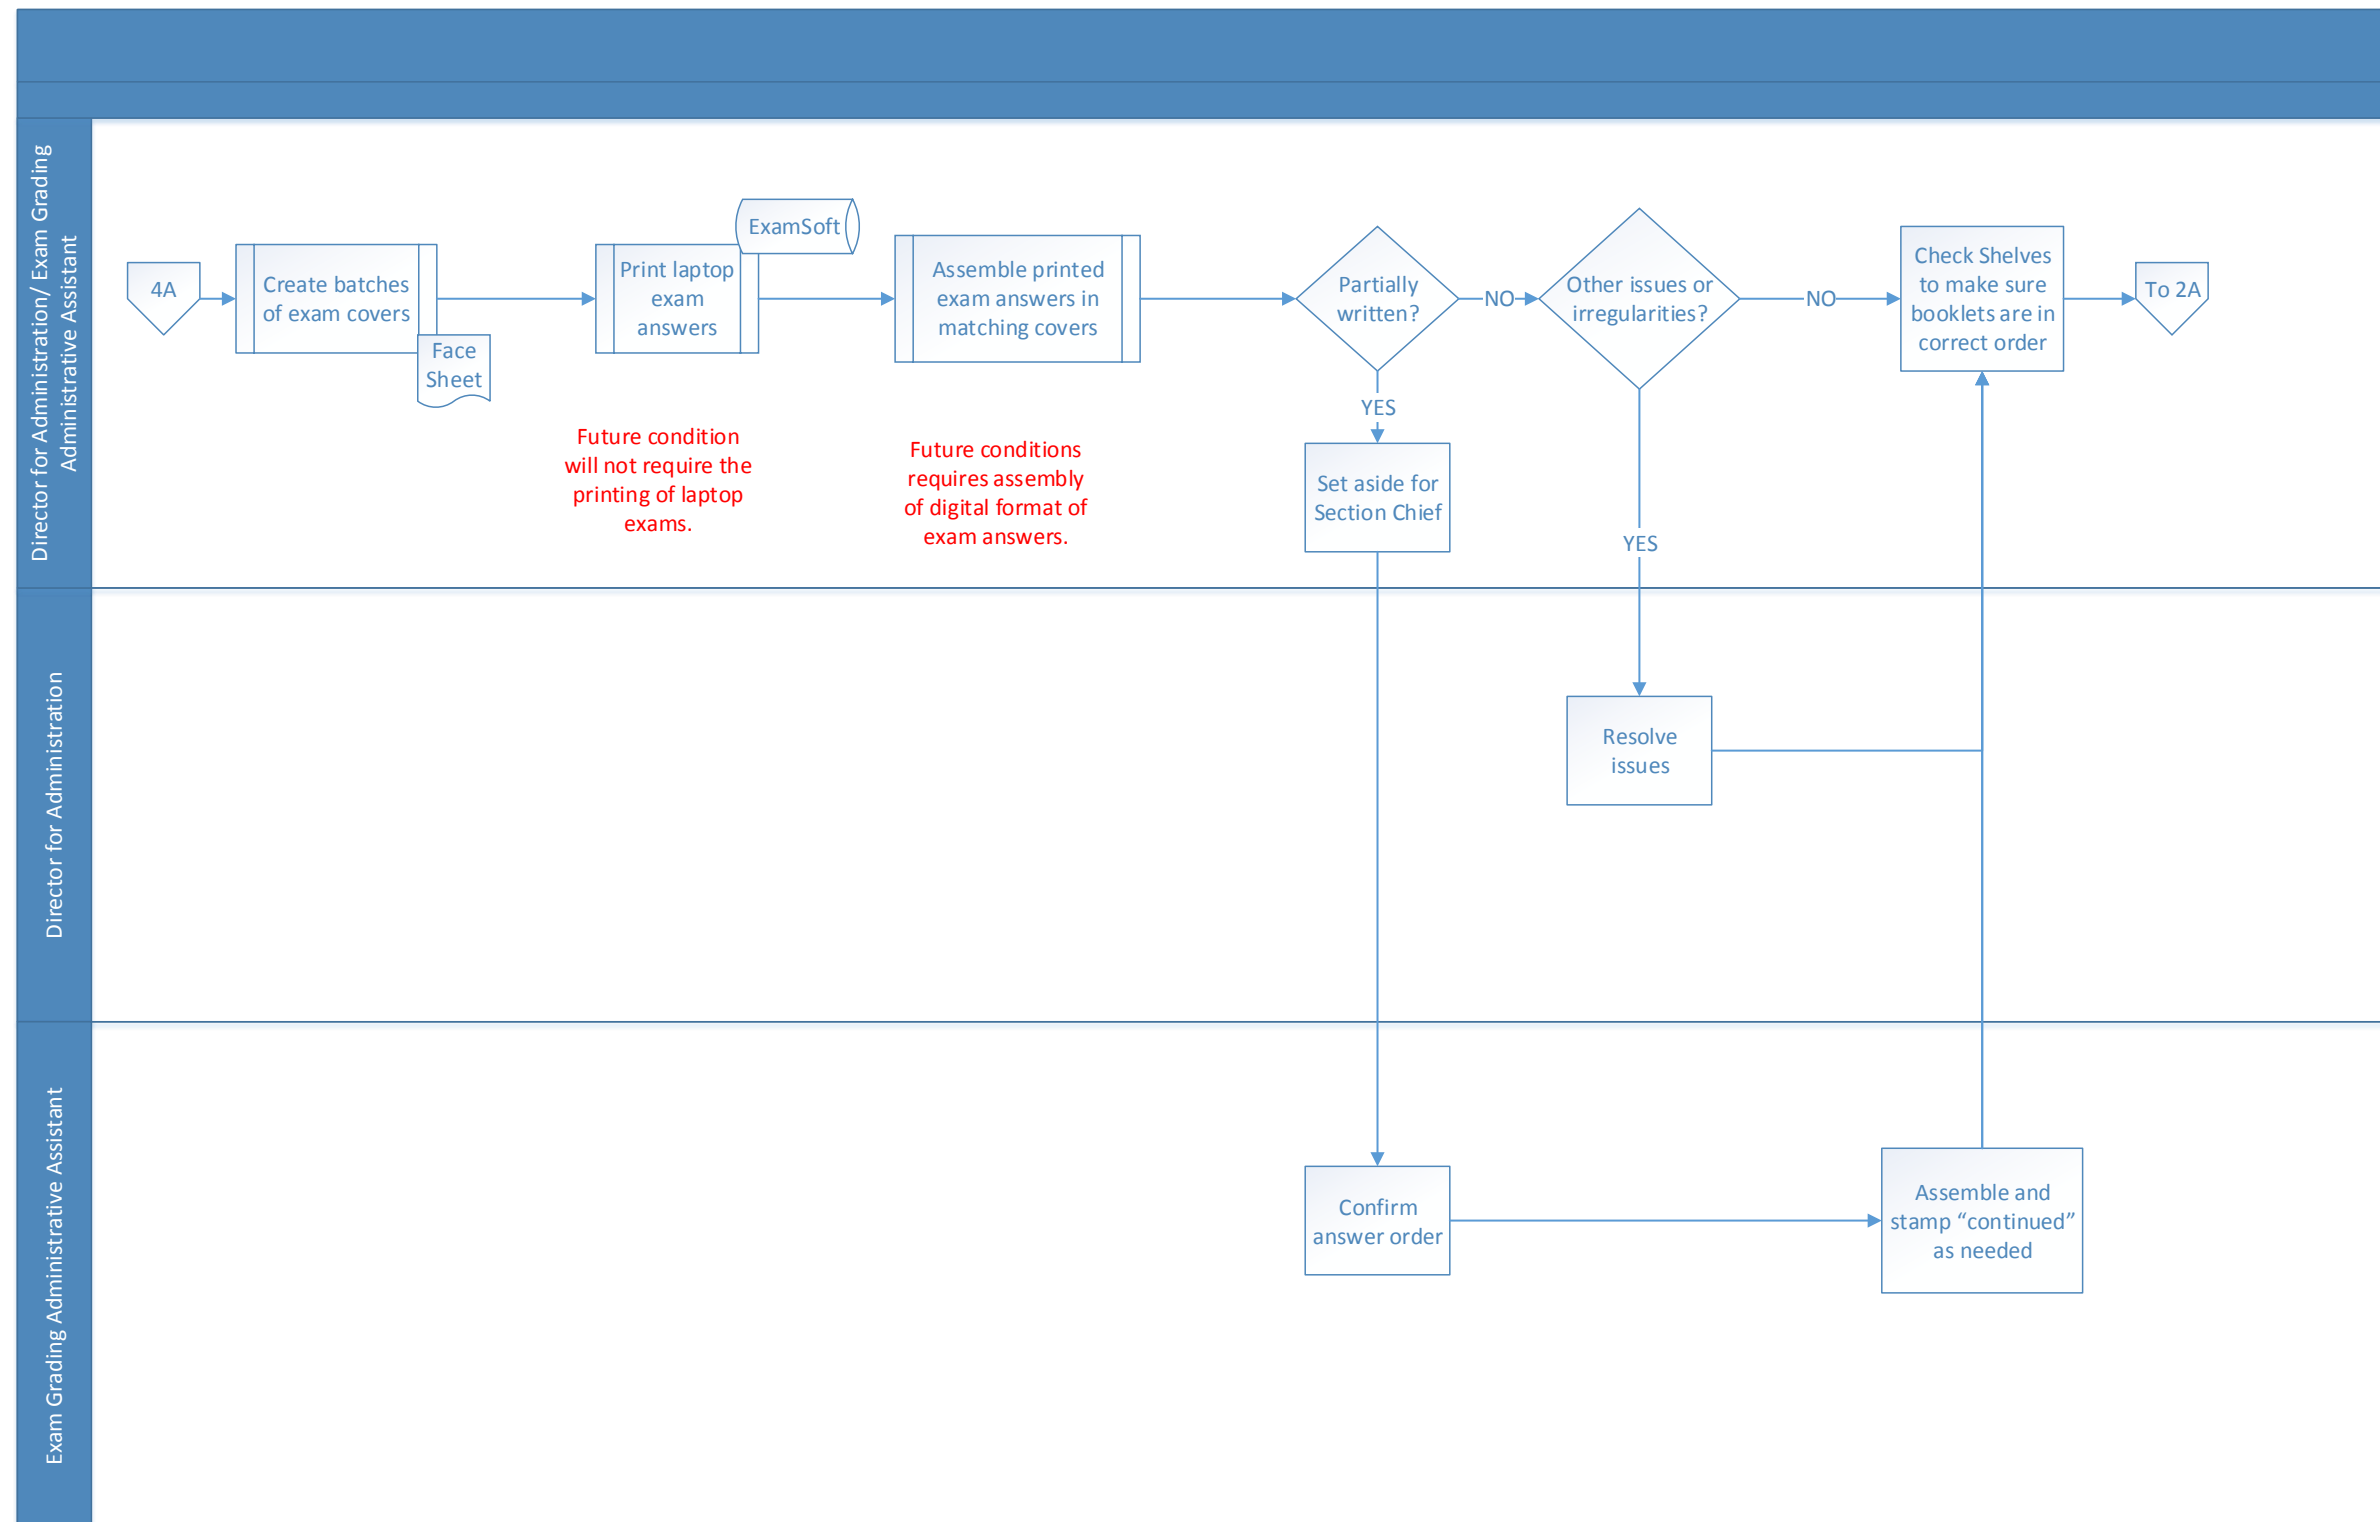 Director for Administration/ Exam Grading
Administrative Assistant
4A
Create batches
of exam covers
Face
Sheet
Print laptop
exam
answers
ExamSoft
Future condition
will not require the
printing of laptop
exams.
Assemble printed
exam answers in
matching covers
Future conditions
requires assembly
of digital format of
exam answers.
Partially
written?
NO
YES
Set aside for
Section Chief
Other issues or
irregularities?
NO
YES
Check Shelves
to make sure
booklets are in
correct order
To 2A
Director for Administration
Resolve
issues
Exam Grading Administrative Assistant
Confirm
answer order
Assemble and
stamp “continued”
as needed